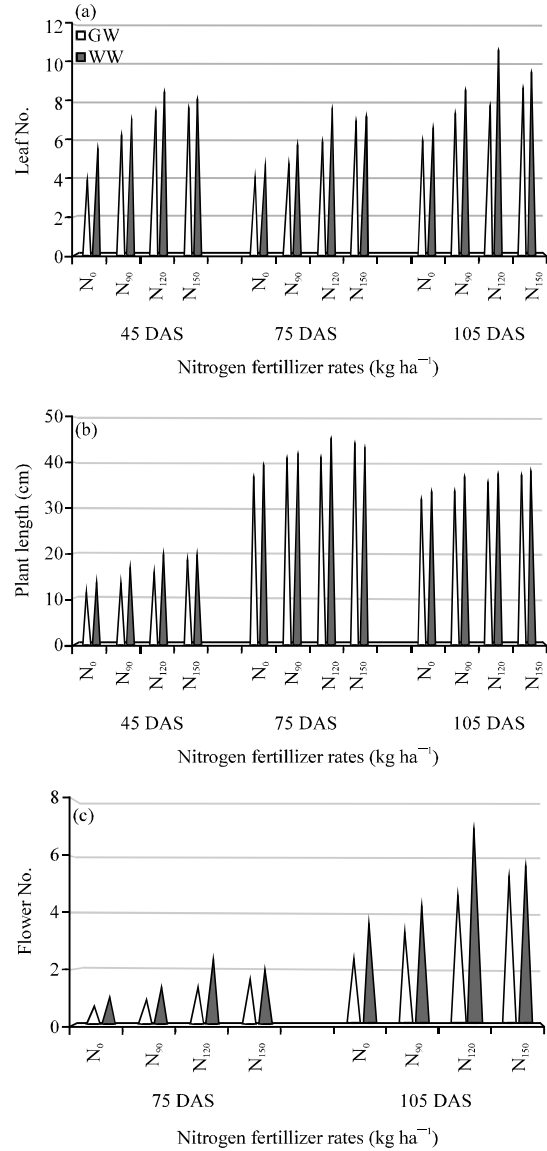 (a)
GW
WW
Leaf No.
12
10
8
6
4
2
0
N0 N90 N120 N150 N0 N90 N120 N150 N0 N90 N120 N150
45 DAS 75 DAS 105 DAS
Nitrogen fertillizer rates (kg ha–1)
(b)
Plant length (cm)
50
40
30
20
10
0
N0 N90 N120 N150 N0 N90 N120 N150 N0 N90 N120 N150
45 DAS 75 DAS 105 DAS
Nitrogen fertillizer rates (kg ha–1)
(c)
Flower No.
8
6
4
2
0
N0 N90 N120 N150 N0 N90 N120 N150
75 DAS 105 DAS
Nitrogen fertillizer rates (kg ha–1)